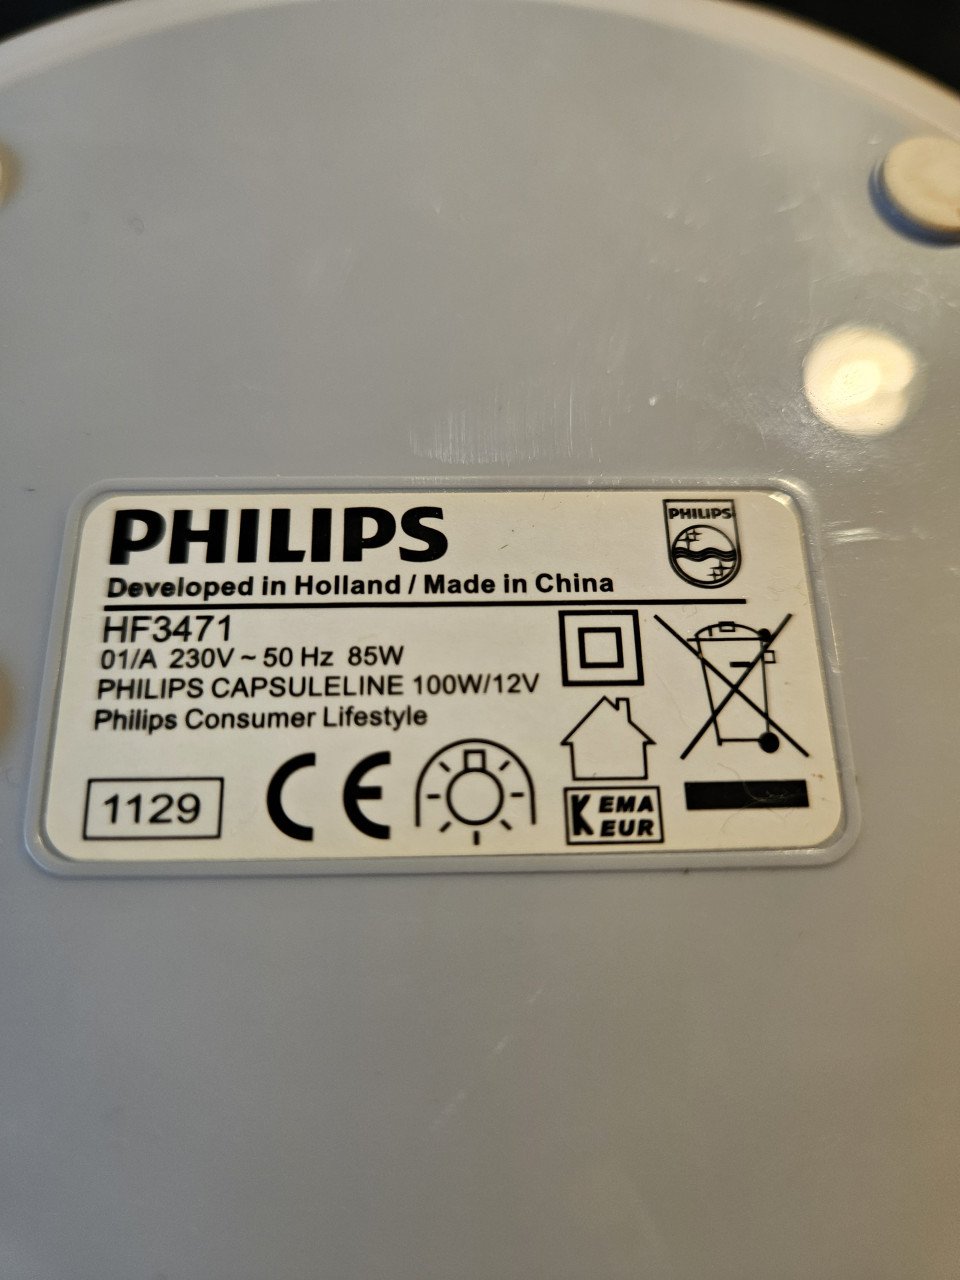 PHILIPS
PHILIPS
Developed in Holland / Made in China
HF3471
01/A 230V ~ 50 Hz 85W
PHILIPS CAPSULELINE 100W/12V
Philips Consumer Lifestyle
1129
CE
KEMA
KEUR